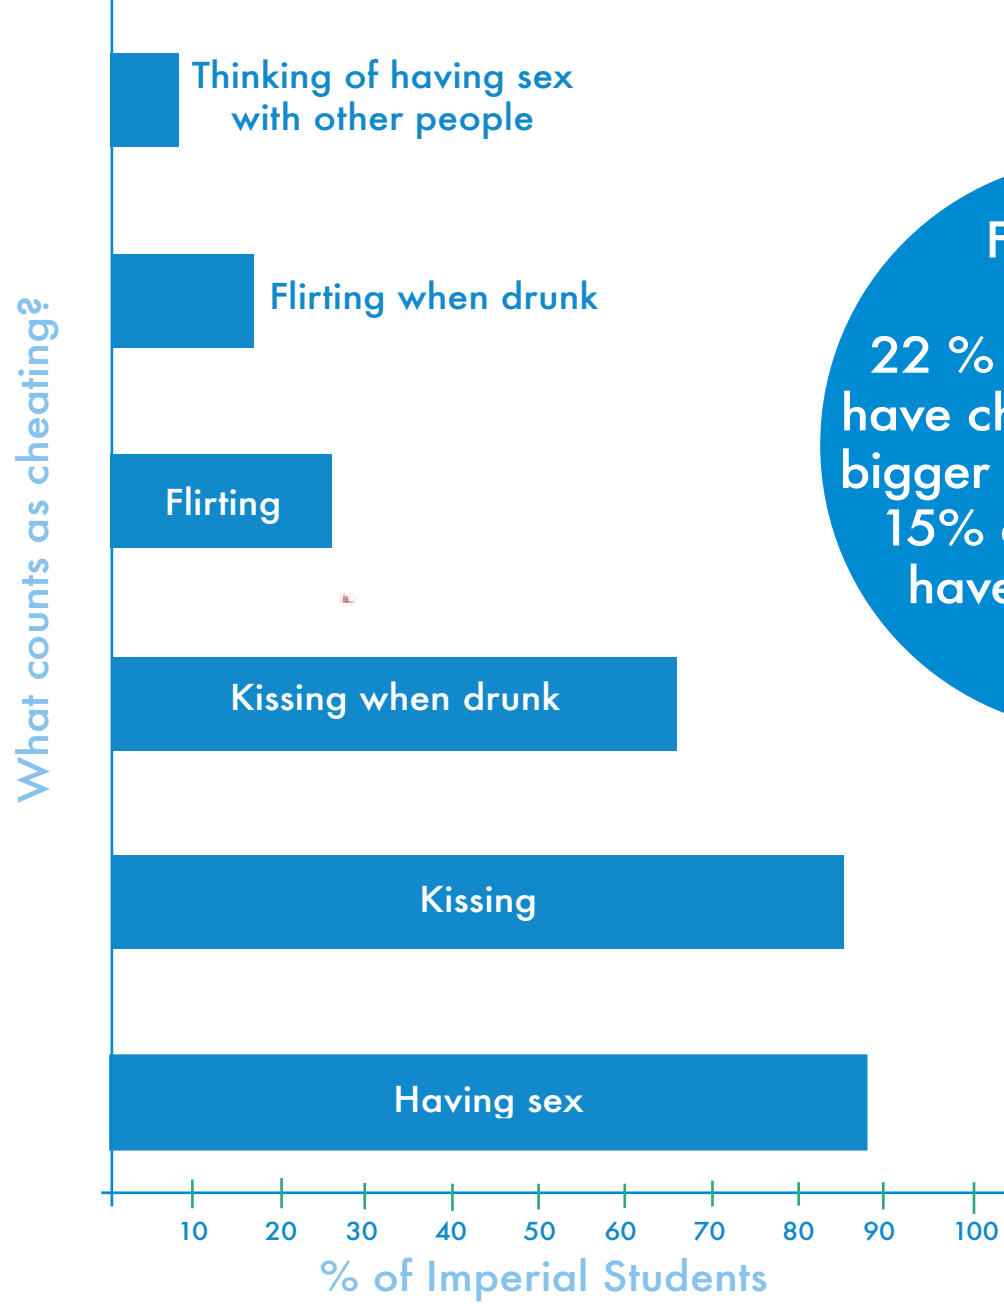 What counts as cheating?
Thinking of having sex
with other people
Flirting when drunk
Flirting
Kissing when drunk
Kissing
Having sex
22 %
have
bigger
15%
have
10 20 30 40 50 60 70 80 90 100
% of Imperial Students